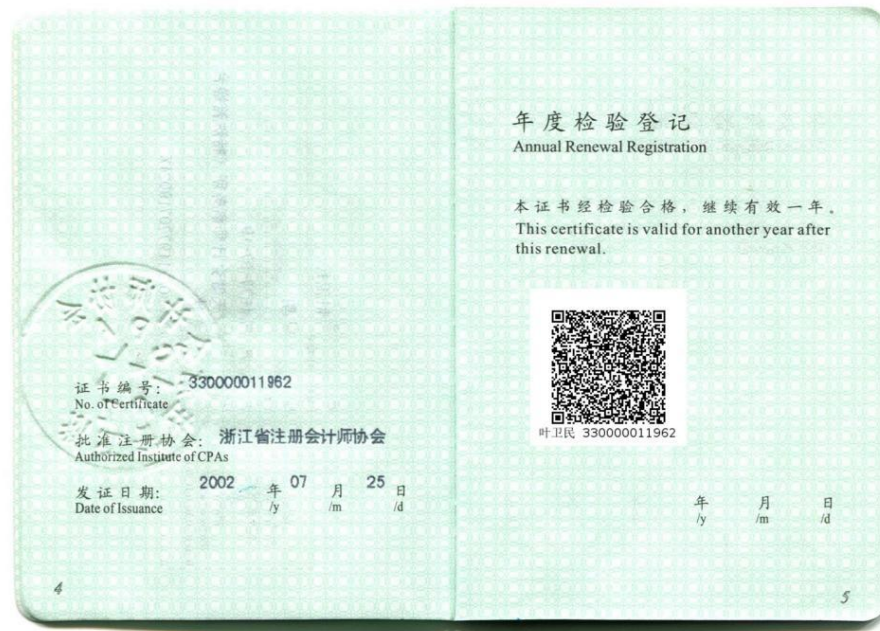 证书编号： 330000011962
No. of Certificate
批准注册协会： 浙江省注册会计师协会
Authorized Institute of CPAs
发证日期： 2002 年 07 月 25 日
Date of Issuance /y /m /d
4
年度检验登记
Annual Renewal Registration
本证书经检验合格，继续有效一年。
This certificate is valid for another year after
this renewal.
叶卫民 330000011962
年 月 日
/y /m /d
5